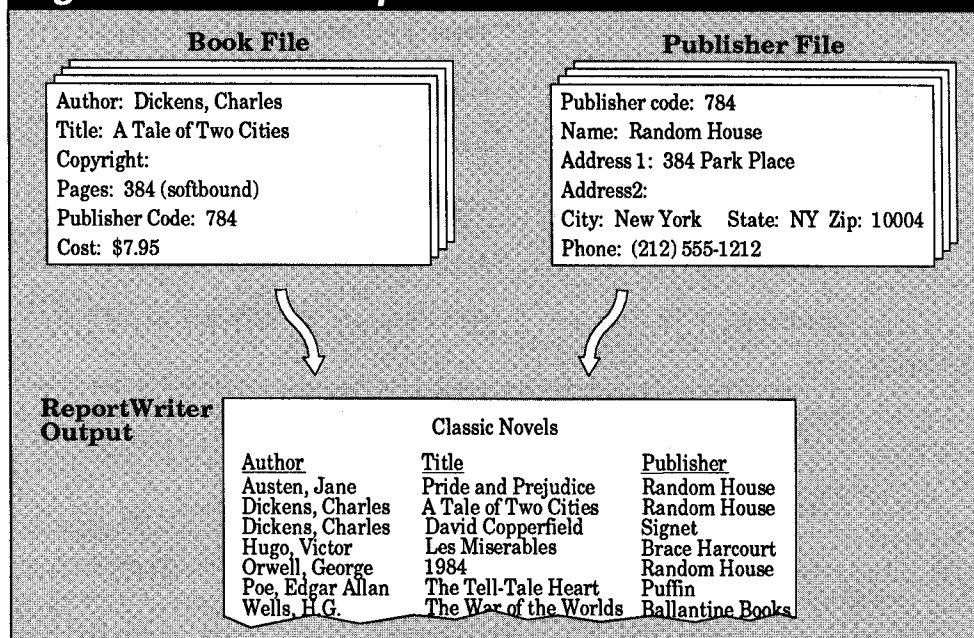 Book File
Author: Dickens, Charles
Title: A Tale of Two Cities
Copyright:
Pages: 384 (softbound)
Publisher Code: 784
Cost: $7.95
Publisher File
Publisher code: 784
Name: Random House
Address 1: 384 Park Place
Address2:
City: New York State: NY Zip: 10004
Phone: (212) 555-1212
ReportWriter
Output
Classic Novels
Author Title Publisher
Austen, Jane Pride and Prejudice Random House
Dickens, Charles A Tale of Two Cities Random House
Dickens, Charles David Copperfield Signet
Hugo, Victor Les Miserables Brace Harcourt
Orwell, George 1984 Random House
Poe, Edgar Allan The Tell-Tale Heart Puffin
Wells, H.G. The War of the Worlds Ballantine Books